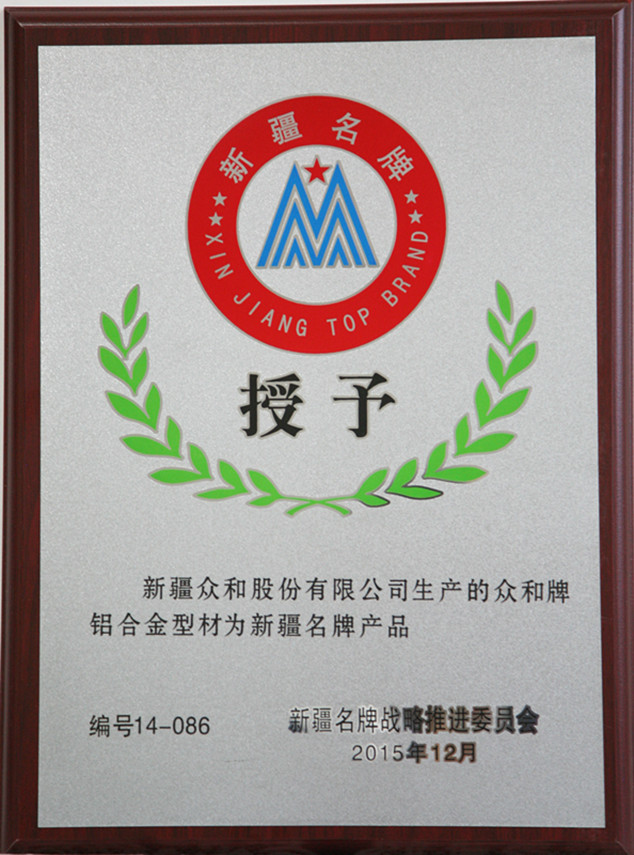 新疆名牌
XIN JIANG TOP BRAND
授予
新疆众和股份有限公司生产的众和牌
铝合金型材为新疆名牌产品
编号14-086
新疆名牌战略推进委员会
2015年12月